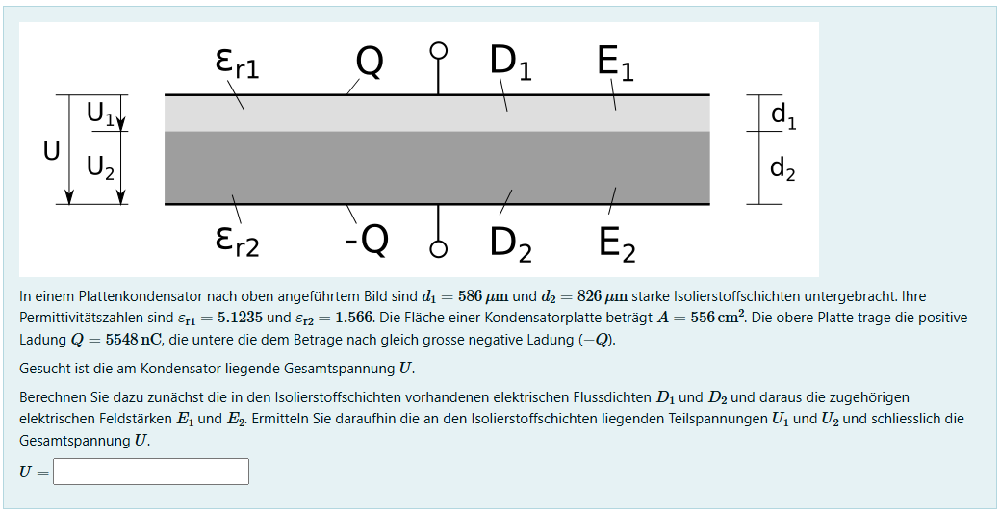 εr1 Q D1 E1
U1 d1
U
U2 d2
εr2 -Q D2 E2
In einem Plattenkondensator nach oben angeführtem Bild sind d1 = 586 μm und d2 = 826 μm starke Isolierstoffschichten untergebracht. Ihre
Permittivitätszahlen sind εr1 = 5.1235 und εr2 = 1.566. Die Fläche einer Kondensatorplatte beträgt A = 556 cm². Die obere Platte trage die positive
Ladung Q = 5548 nC, die untere die dem Betrage nach gleich grosse negative Ladung (−Q).
Gesucht ist die am Kondensator liegende Gesamtspannung U.
Berechnen Sie dazu zunächst die in den Isolierstoffschichten vorhandenen elektrischen Flussdichten D1 und D2 und daraus die zugehörigen
elektrischen Feldstärken E1 und E2. Ermitteln Sie daraufhin die an den Isolierstoffschichten liegenden Teilspannungen U1 und U2 und schliesslich die
Gesamtspannung U.
U =